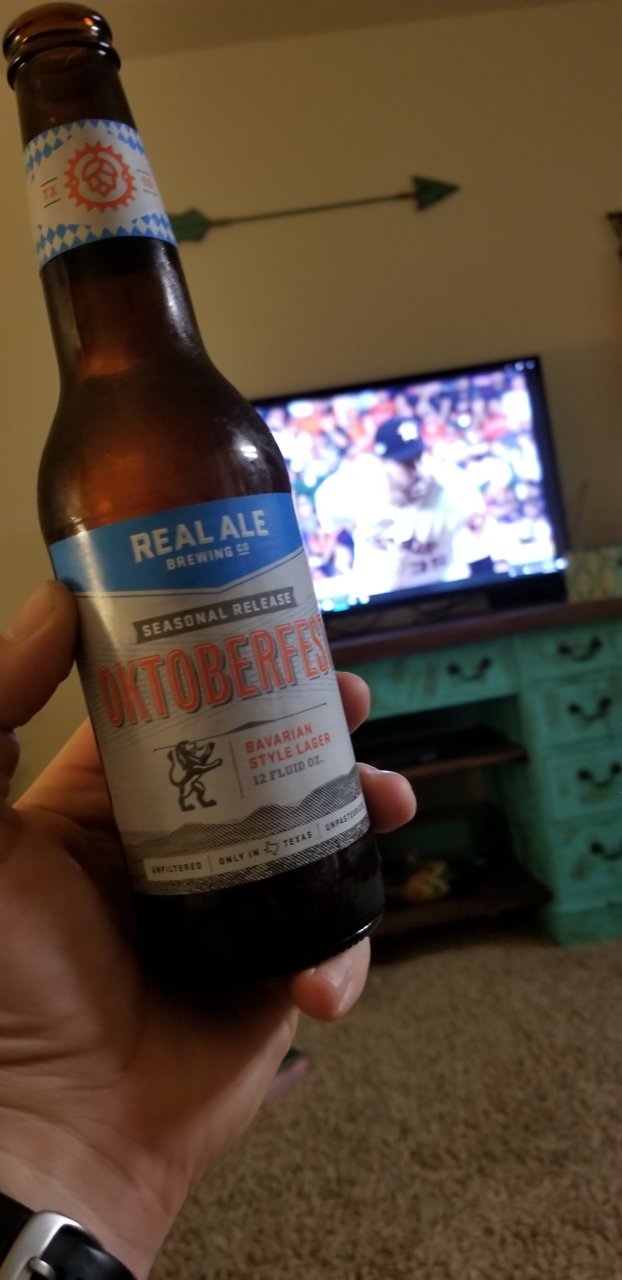 TX
REAL ALE
BREWING CO
SEASONAL RELEASE
OKTOBERFEST
BAVARIAN
STYLE LAGER
12 FLUID OZ.
UNFILTERED | ONLY IN TEXAS |